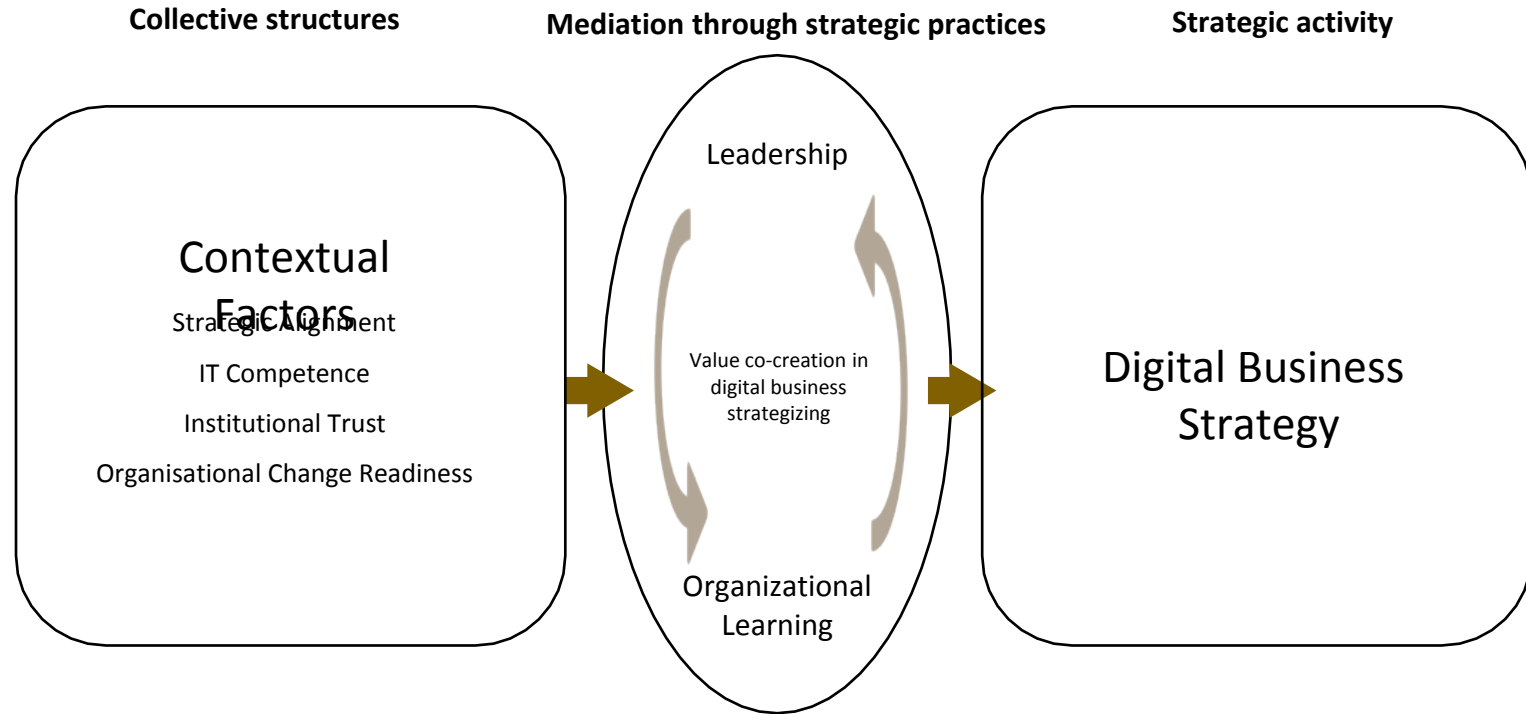 Collective structures
Mediation through strategic practices
Strategic activity
Contextual
Factors
Strategic Alignment
IT Competence
Institutional Trust
Organisational Change Readiness
Leadership
Value co-creation in
digital business
strategizing
Organizational
Learning
Digital Business
Strategy